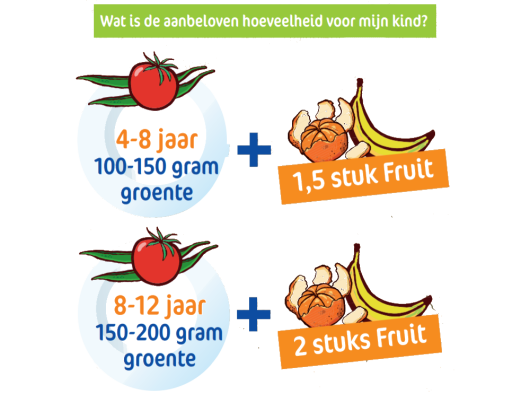 Wat is de aanbeloven hoeveelheid voor mijn kind?
4-8 jaar
100-150 gram
groente
+
1,5 stuk Fruit
8-12 jaar
150-200 gram
groente
+
2 stuks Fruit